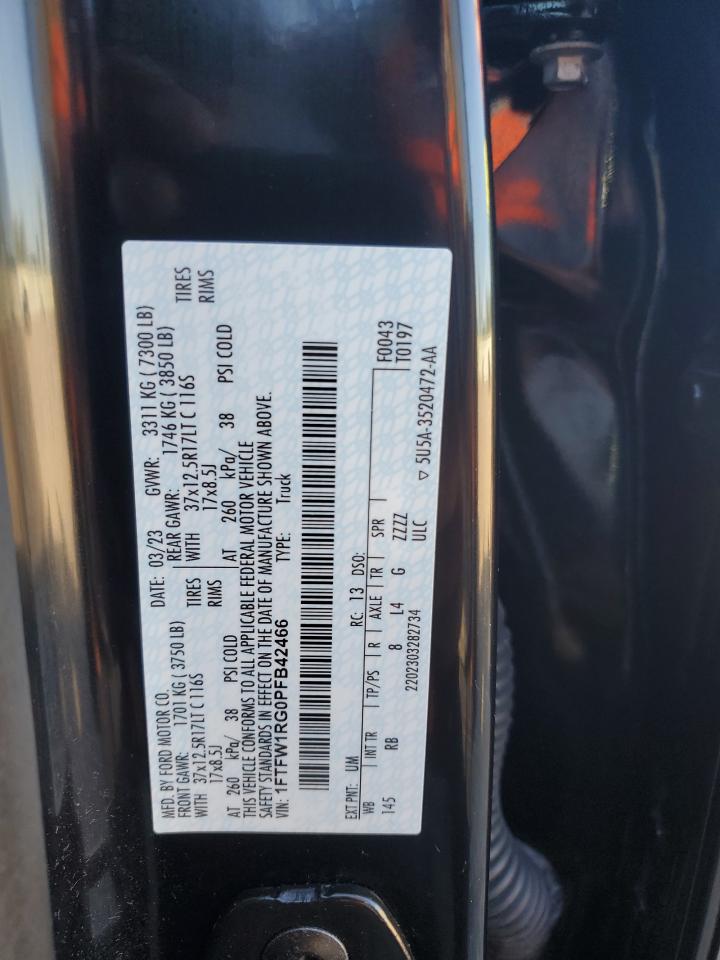 MFD. BY FORD MOTOR CO.
DATE: 03/23 GVWR: 3311 KG ( 7300 LB)
FRONT GAWR: 1701 KG ( 3750 LB) REAR GAWR: 1746 KG ( 3850 LB)
WITH 37x12.5R17LT C 116S TIRES WITH 37x12.5R17LT C 116S TIRES
17x8.5J RIMS 17x8.5J RIMS
AT 260 kPa/ 38 PSI COLD AT 260 kPa/ 38 PSI COLD
THIS VEHICLE CONFORMS TO ALL APPLICABLE FEDERAL MOTOR VEHICLE
SAFETY STANDARDS IN EFFECT ON THE DATE OF MANUFACTURE SHOWN ABOVE.
VIN: 1FTFW1RG0PFB42466 TYPE: Truck
EXT PNT: UM RC: 13 DSO: F0043
WB INT TR TP/PS R AXLE TR SPR T0197
145 RB 8 L4 G ZZZZ
2202303282734 ULC ▽ 5U5A-3520472-AA